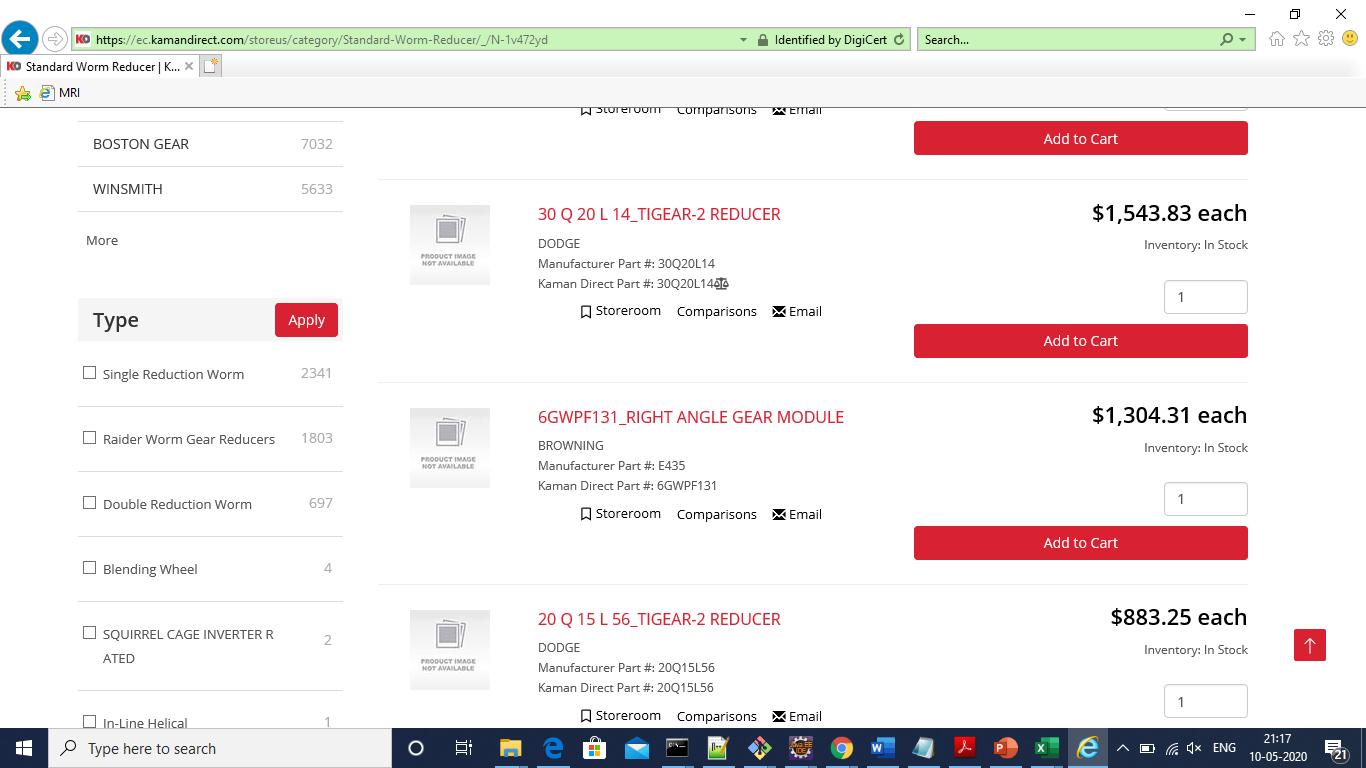 https://ec.kamandirect.com/storeus/category/Standard-Worm-Reducer/_/N-1v472yd
Identified by DigiCert
Search...
KD Standard Worm Reducer | K...
MRI
Storeroom Comparisons Email
Add to Cart
BOSTON GEAR 7032
WINSMITH 5633
More
Type
Apply
Single Reduction Worm 2341
Raider Worm Gear Reducers 1803
Double Reduction Worm 697
Blending Wheel 4
SQUIRREL CAGE INVERTER R
ATED 2
In-Line Helical 1
PRODUCT IMAGE
NOT AVAILABLE
30 Q 20 L 14_TIGEAR-2 REDUCER
DODGE
Manufacturer Part #: 30Q20L14
Kaman Direct Part #: 30Q20L14
Storeroom Comparisons Email
$1,543.83 each
Inventory: In Stock
1
Add to Cart
PRODUCT IMAGE
NOT AVAILABLE
6GWPF131_RIGHT ANGLE GEAR MODULE
BROWNING
Manufacturer Part #: E435
Kaman Direct Part #: 6GWPF131
Storeroom Comparisons Email
$1,304.31 each
Inventory: In Stock
1
Add to Cart
PRODUCT IMAGE
NOT AVAILABLE
20 Q 15 L 56_TIGEAR-2 REDUCER
DODGE
Manufacturer Part #: 20Q15L56
Kaman Direct Part #: 20Q15L56
Storeroom Comparisons Email
$883.25 each
Inventory: In Stock
1
Type here to search
ENG
21:17
10-05-2020
21